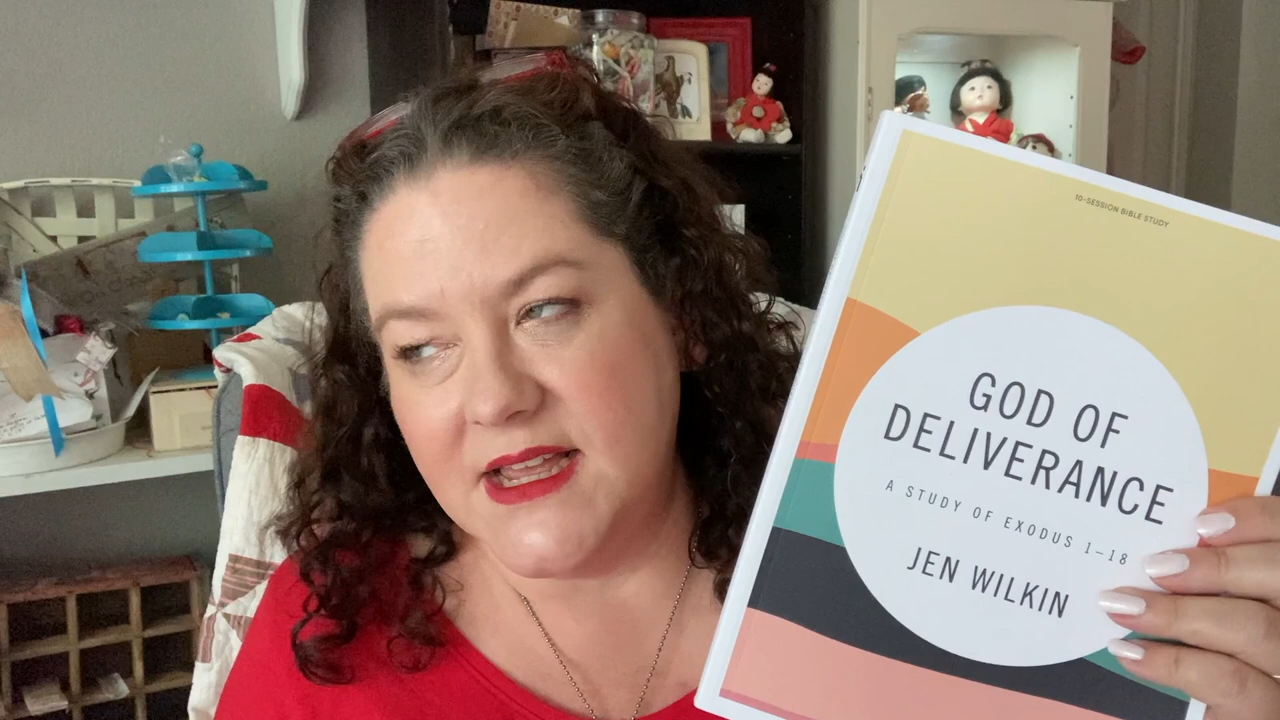 10-SESSION BIBLE STUDY
GOD OF
DELIVERANCE
A STUDY OF EXODUS 1–18
JEN WILKIN